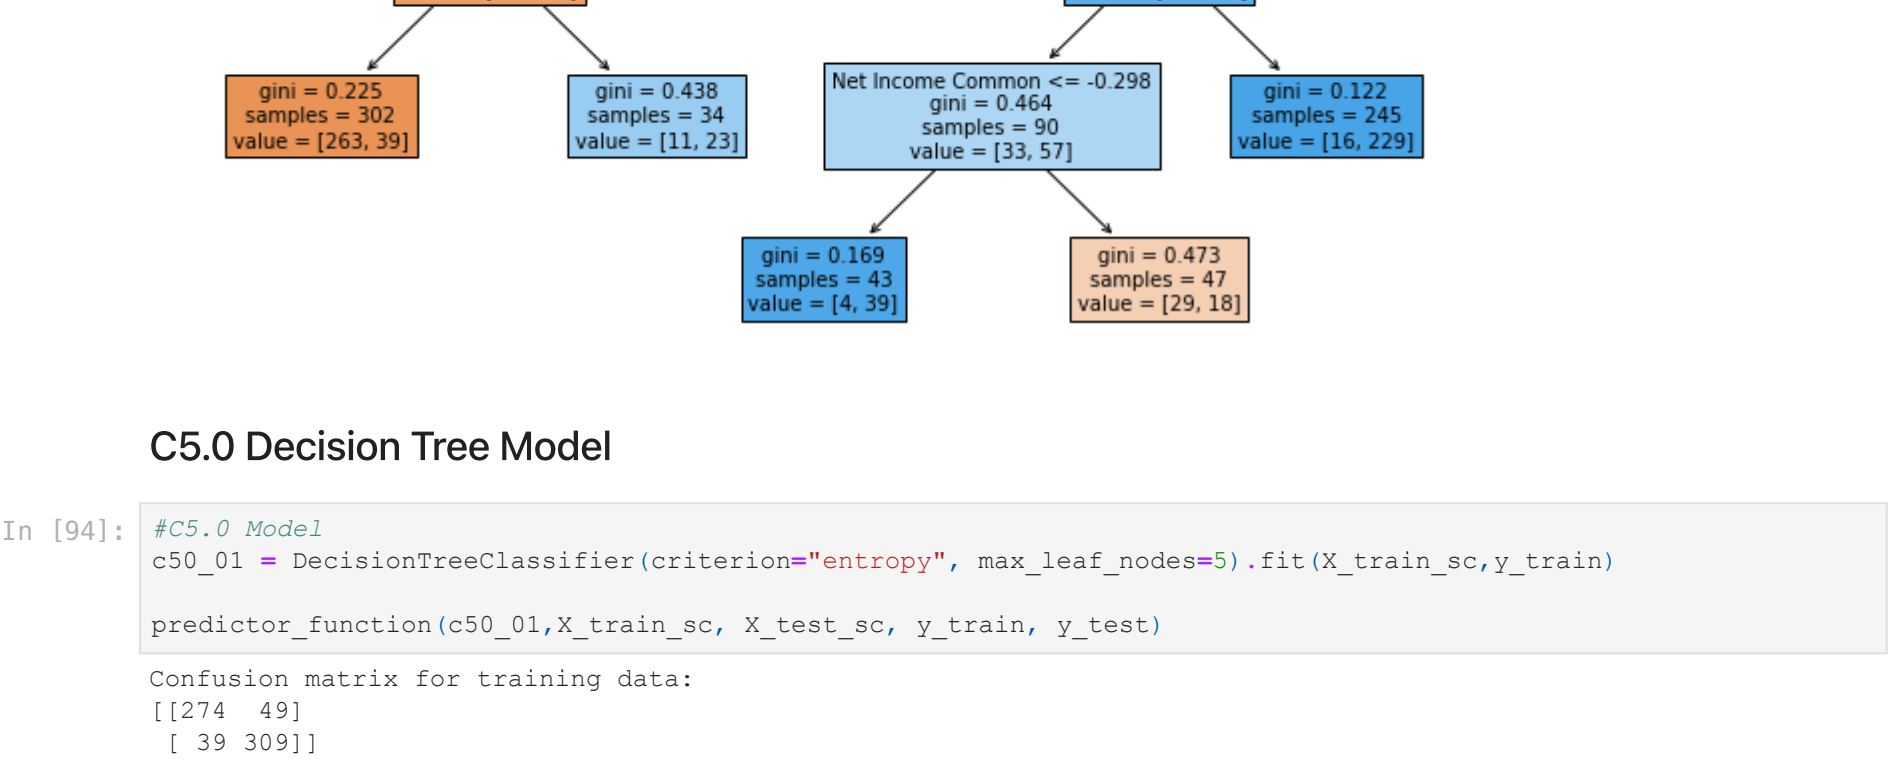 gini = 0.225
samples = 302
value = [263, 39]
gini = 0.438
samples = 34
value = [11, 23]
Net Income Common <= -0.298
gini = 0.464
samples = 90
value = [33, 57]
gini = 0.122
samples = 245
value = [16, 229]
gini = 0.169
samples = 43
value = [4, 39]
gini = 0.473
samples = 47
value = [29, 18]
C5.0 Decision Tree Model
In [94]:
#C5.0 Model
c50_01 = DecisionTreeClassifier(criterion="entropy", max_leaf_nodes=5).fit(X_train_sc,y_train)
predictor_function(c50_01,X_train_sc, X_test_sc, y_train, y_test)
Confusion matrix for training data:
[[274  49]
 [ 39 309]]